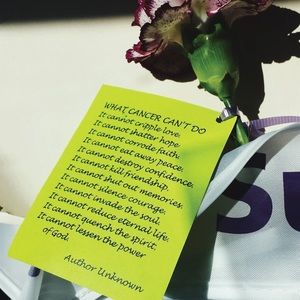 WHAT CANCER CAN'T DO
It cannot cripple love.
It cannot shatter hope
It cannot corrode faith.
It cannot eat away peace.
It cannot destroy confidence.
It cannot kill friendship.
It cannot shut out memories.
It cannot silence courage.
It cannot invade the soul.
It cannot reduce eternal life.
It cannot quench the spirit.
It cannot lessen the power
of God.
Author Unknown
su